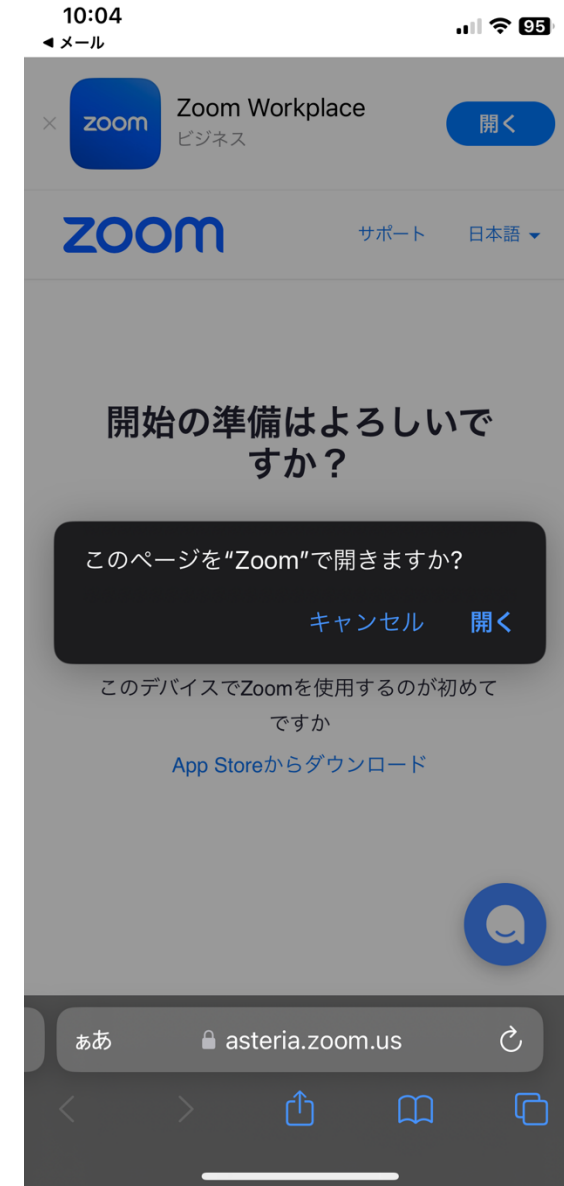 10:04
95
◀ メール
zoom
Zoom Workplace
ビジネス
開く
zoom
サポート
日本語
開始の準備はよろしいで
すか？
このページを“Zoom”で開きますか?
キャンセル
開く
このデバイスでZoomを使用するのが初めて
ですか
App Storeからダウンロード
ぁあ
asteria.zoom.us